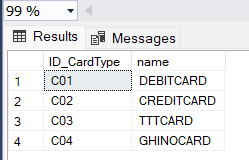 99 %
Results Messages
ID_CardType name
1 C01 DEBITCARD
2 C02 CREDITCARD
3 C03 TTTCARD
4 C04 GHINOCARD